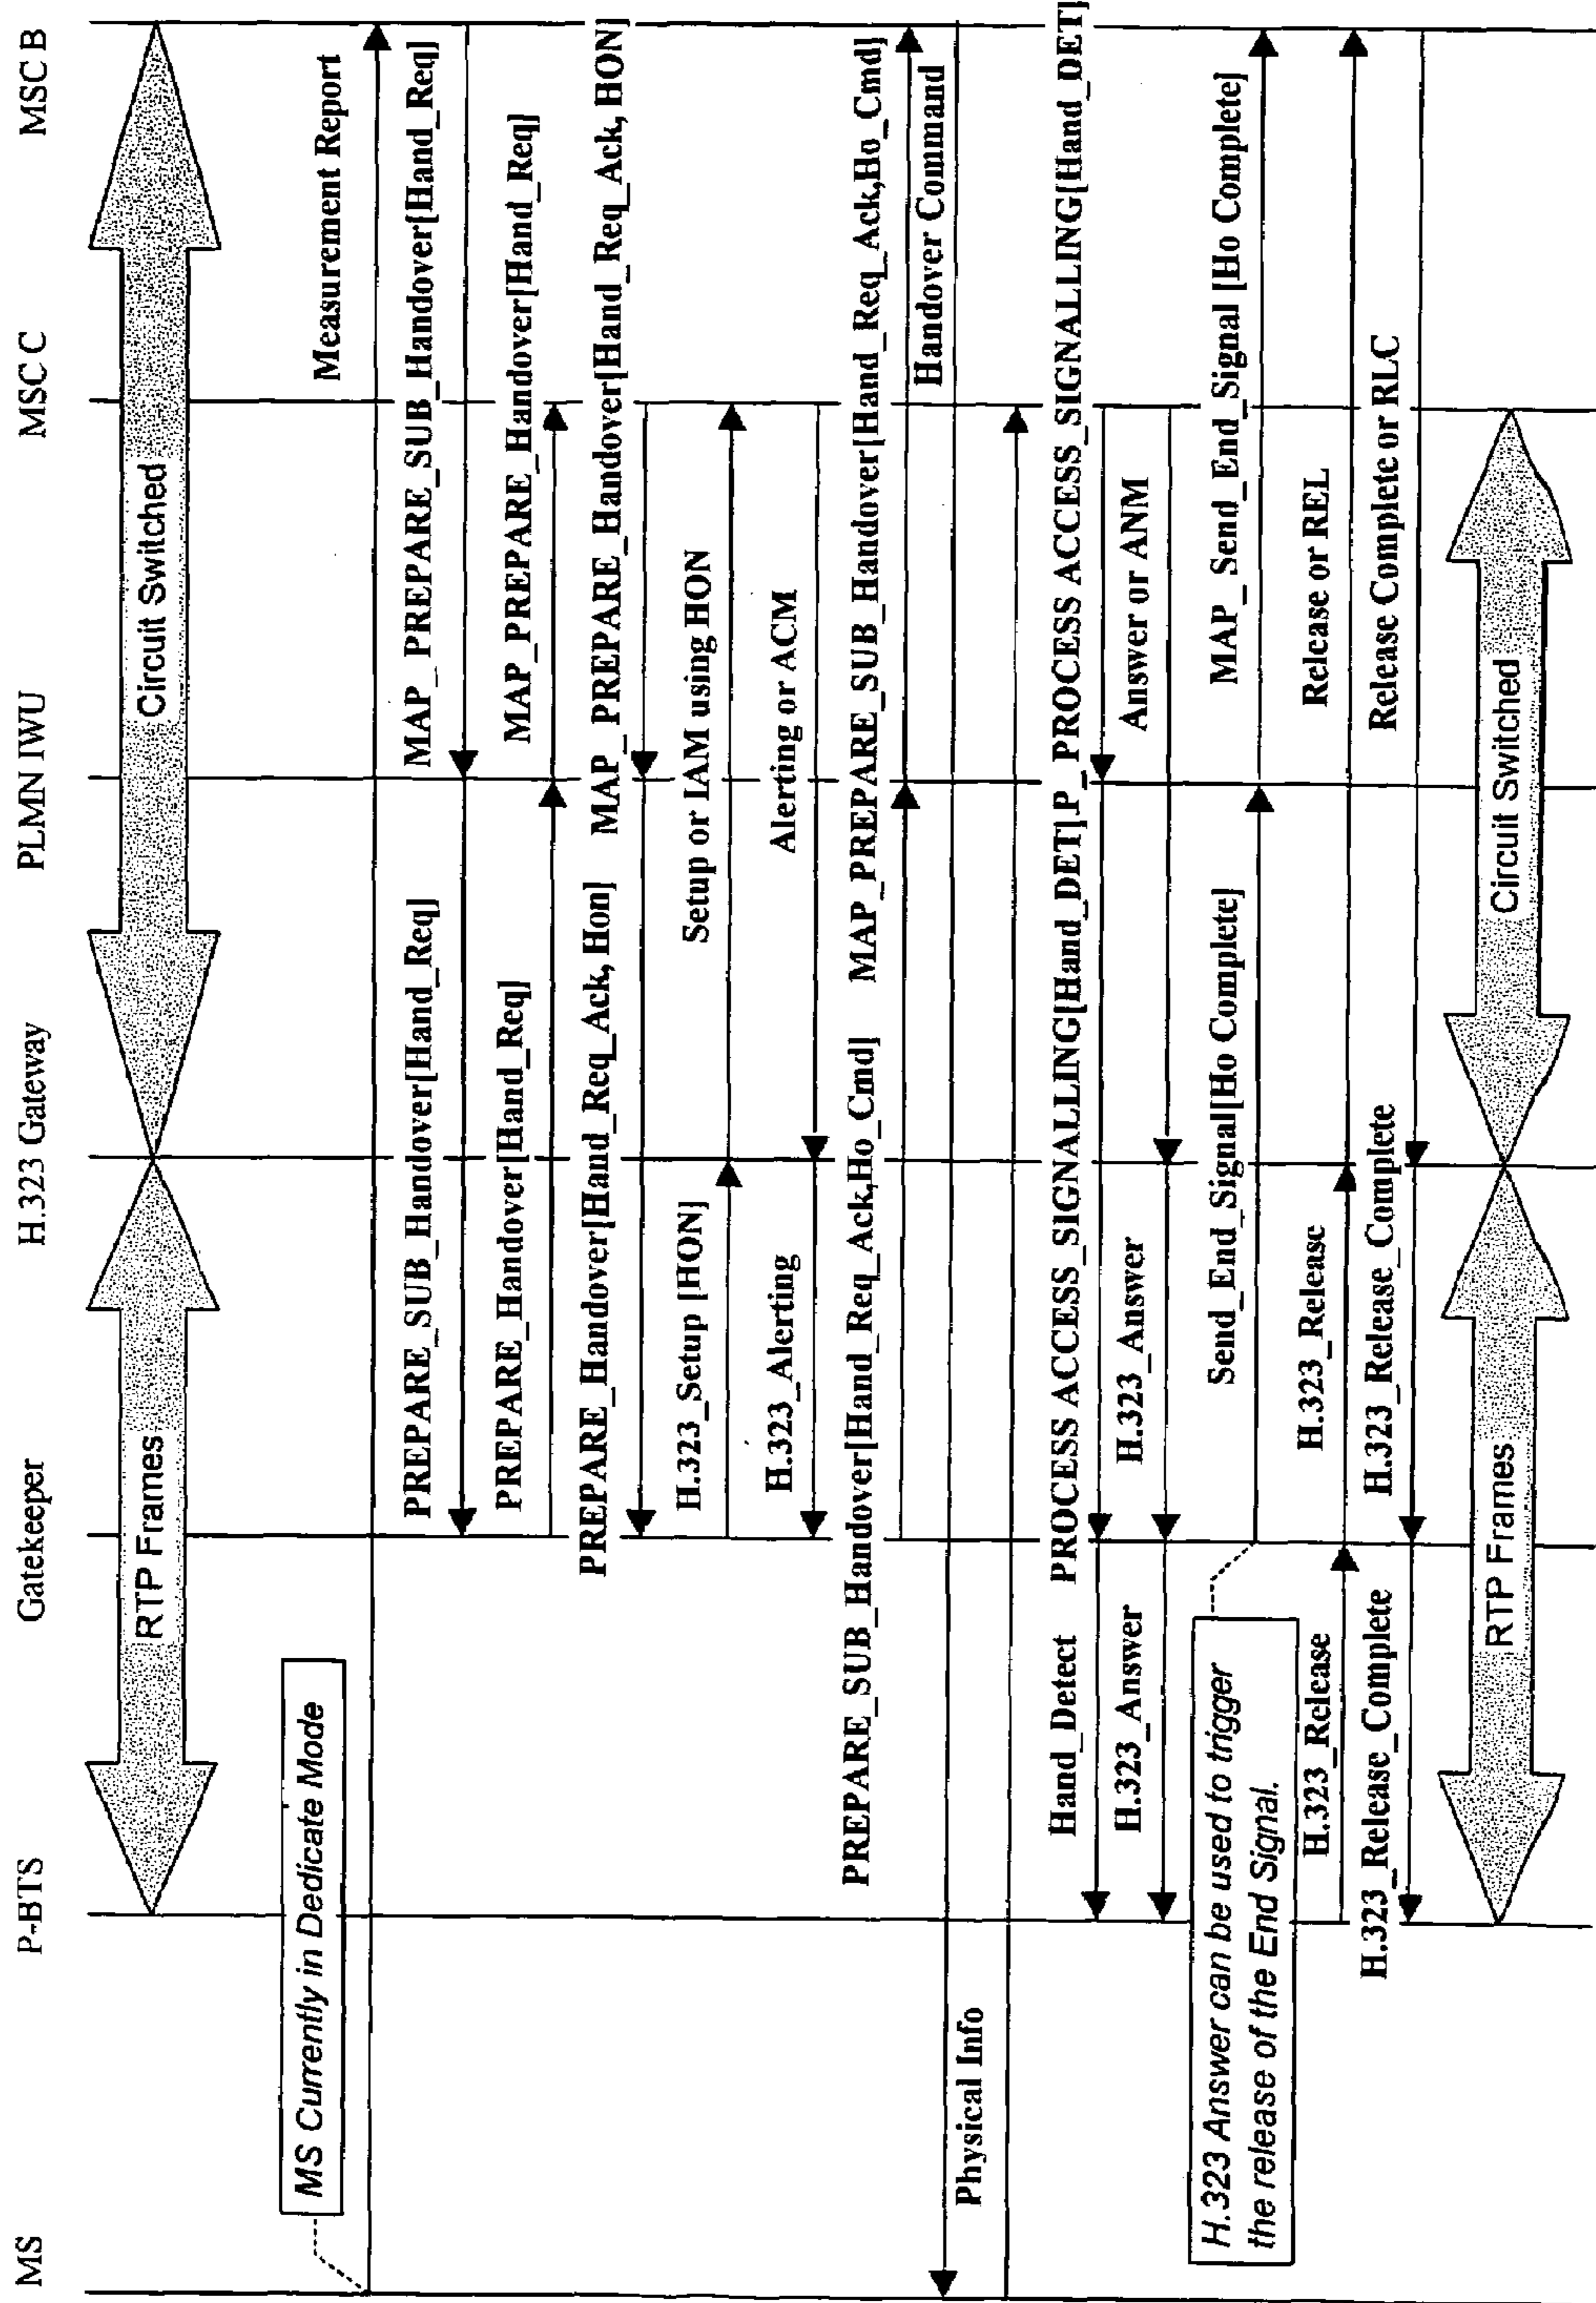 MS
P-BTS
Gatekeeper
H.323 Gateway
PLMN IWU
MSC C
MSC B
RTP Frames
Circuit Switched
MS Currently in Dedicate Mode
Measurement Report
PREPARE_SUB_Handover[Hand_Req]
MAP_PREPARE_SUB_Handover[Hand_Req]
PREPARE_Handover[Hand_Req]
MAP_PREPARE_Handover[Hand_Req]
PREPARE_Handover[Hand_Req_Ack, Hon]
MAP_PREPARE_Handover[Hand_Req_Ack, HON]
H.323_Setup [HON]
Setup or IAM using HON
H.323_Alerting
Alerting or ACM
PREPARE_SUB_Handover[Hand_Req_Ack,Ho_Cmd]
MAP_PREPARE_SUB_Handover[Hand_Req_Ack,Ho_Cmd]
Handover Command
Physical Info
Hand_Detect
PROCESS ACCESS_SIGNALLING[Hand_DET]
P_PROCESS ACCESS_SIGNALLING[Hand_DET]
H.323_Answer
H.323_Answer
Answer or ANM
H.323 Answer can be used to trigger
the release of the End Signal.
Send_End_Signal[Ho Complete]
MAP_Send_End_Signal [Ho Complete]
H.323_Release
H.323_Release
Release or REL
H.323_Release_Complete
H.323_Release_Complete
Release Complete or RLC
RTP Frames
Circuit Switched